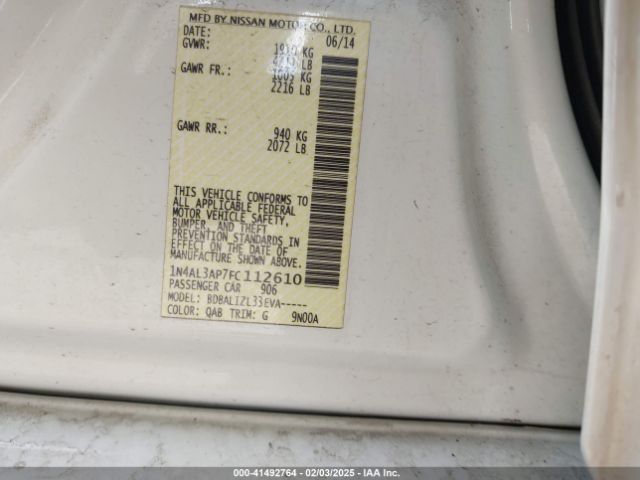 MFD BY NISSAN MOTOR CO., LTD.
DATE: 06/14
GVWR: KG
LB
GAWR FR.: KG
2216 LB
GAWR RR.: 940 KG
2072 LB
THIS VEHICLE CONFORMS TO
ALL APPLICABLE FEDERAL
MOTOR VEHICLE SAFETY,
BUMPER, AND THEFT
PREVENTION STANDARDS IN
EFFECT ON THE DATE OF
MANUFACTURE SHOWN ABOVE.
1N4AL3AP7FC112610
PASSENGER CAR 906
MODEL:
COLOR: QAB TRIM: G 9N00A
000-41492764 - 02/03/2025 - IAA Inc.